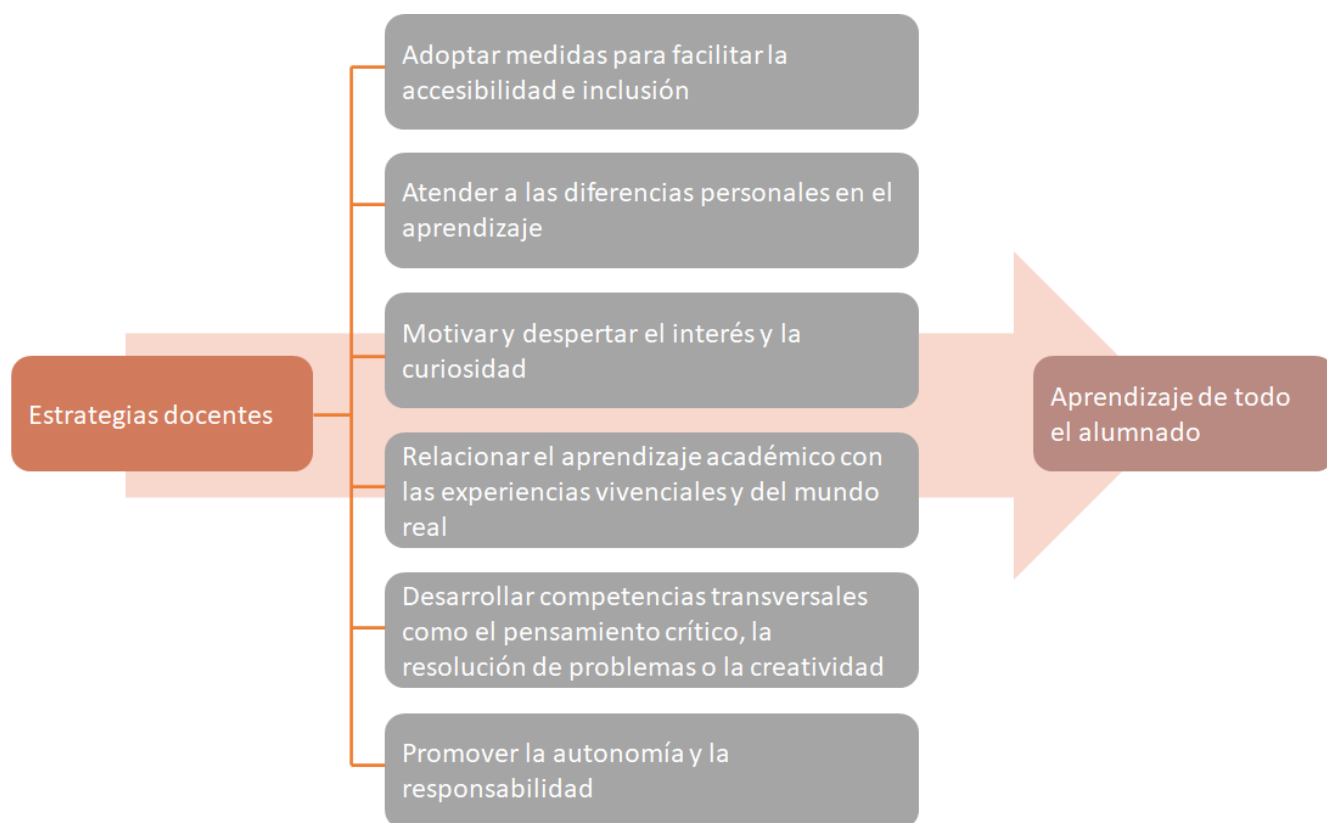 Adoptar medidas para facilitar la
accesibilidad e inclusión
Atender a las diferencias personales en el
aprendizaje
Motivar y despertar el interés y la
curiosidad
Estrategias docentes
Aprendizaje de todo
el alumnado
Relacionar el aprendizaje académico con
las experiencias vivenciales y del mundo
real
Desarrollar competencias transversales
como el pensamiento crítico, la
resolución de problemas o la creatividad
Promover la autonomía y la
responsabilidad